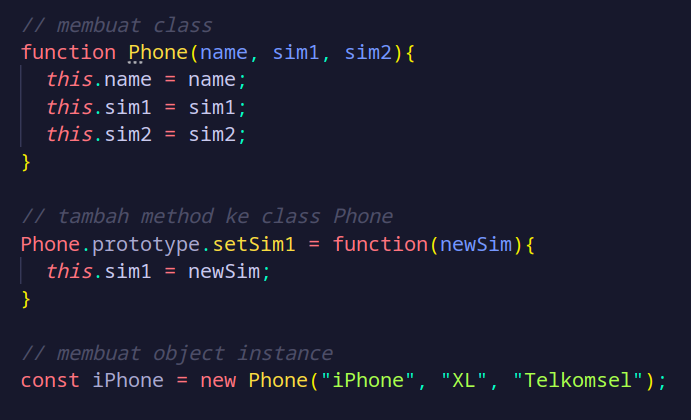 // membuat class
function Phone(name, sim1, sim2){
  this.name = name;
  this.sim1 = sim1;
  this.sim2 = sim2;
}

// tambah method ke class Phone
Phone.prototype.setSim1 = function(newSim){
  this.sim1 = newSim;
}

// membuat object instance
const iPhone = new Phone("iPhone", "XL", "Telkomsel");